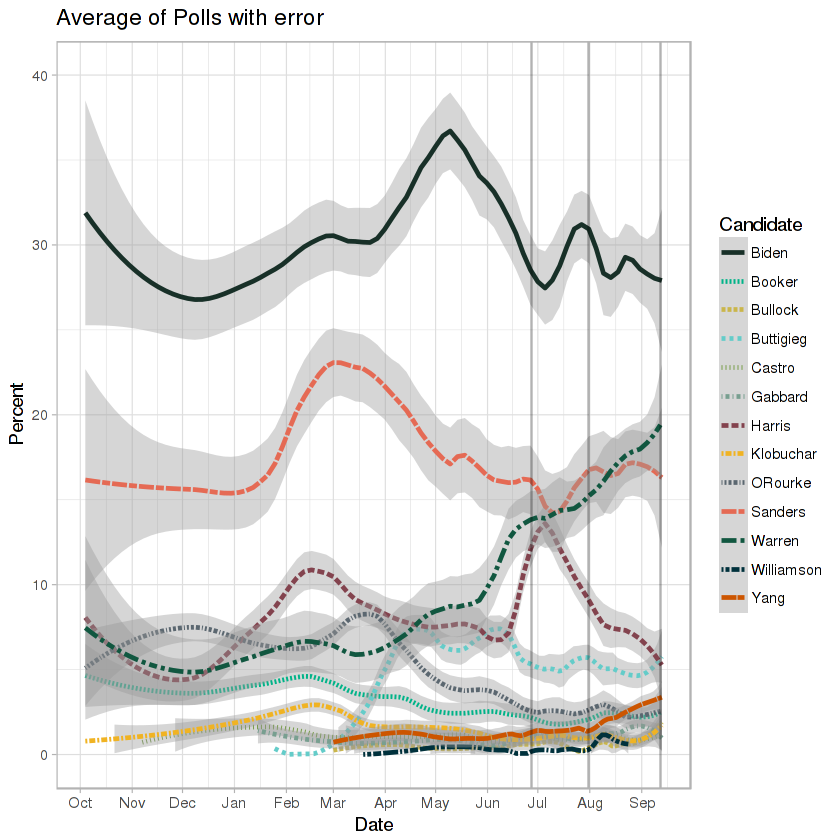 Average of Polls with error
40
30
20
10
0
Percent
Oct Nov Dec Jan Feb Mar Apr May Jun Jul Aug Sep
Date
Candidate
Biden
Booker
Bullock
Buttigieg
Castro
Gabbard
Harris
Klobuchar
ORourke
Sanders
Warren
Williamson
Yang